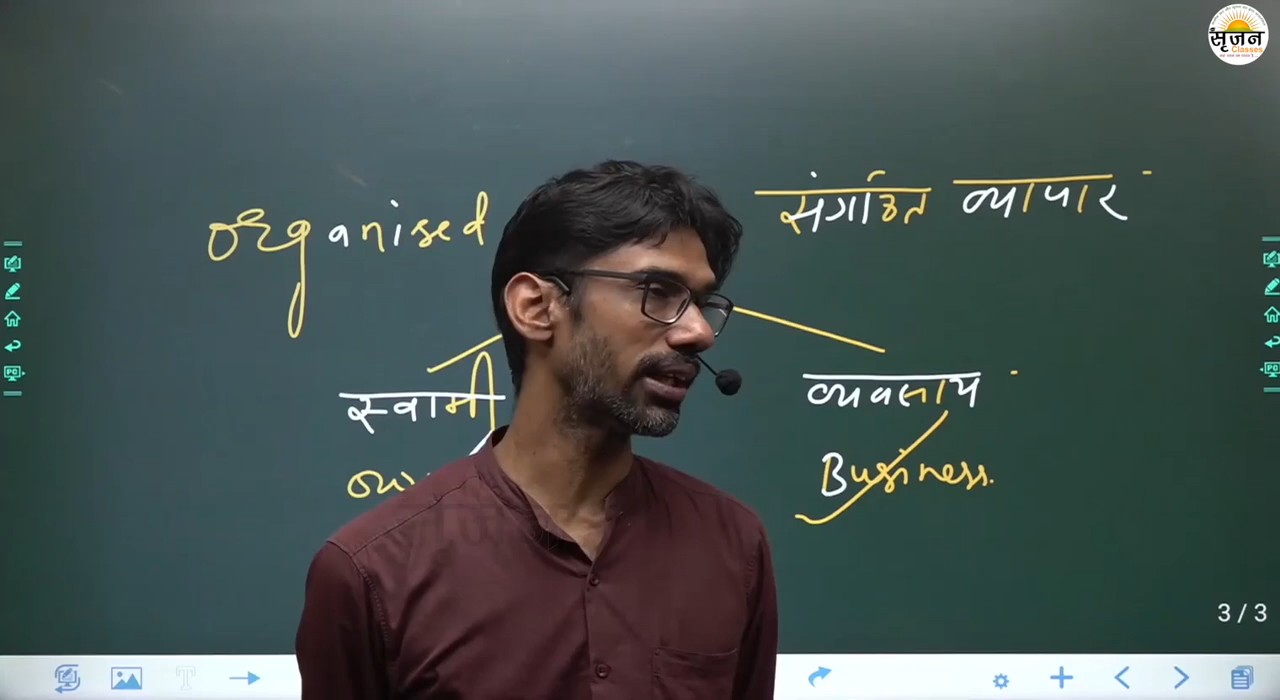 सृजन
Classes
organised
संगठित व्यापार
स्वामी
व्यवसाय
Business.
3 / 3